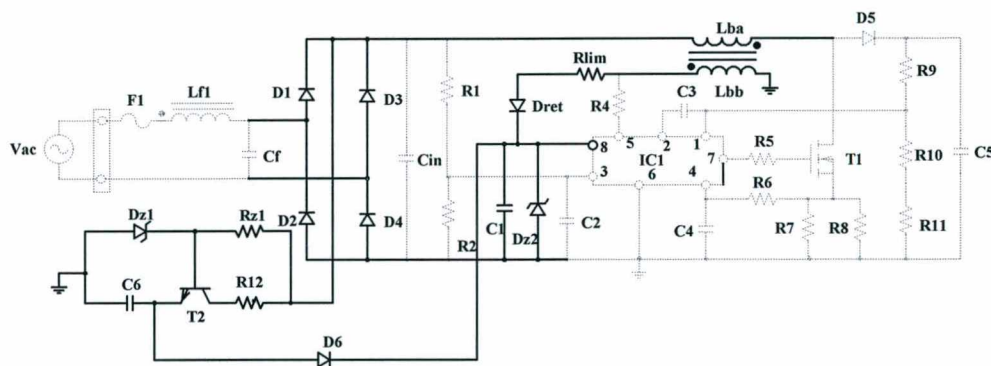 Lba
D5
Rlim
Lbb
R9
F1
Lf1
D1
D3
R1
Dret
R4
C3
Vac
Cf
Cin
8
5
2
1
IC1
7
R5
T1
R10
C5
3
6
4
R6
Dz1
Rz1
D2
D4
R2
C1
Dz2
C2
C4
R7
R8
R11
C6
R12
T2
D6